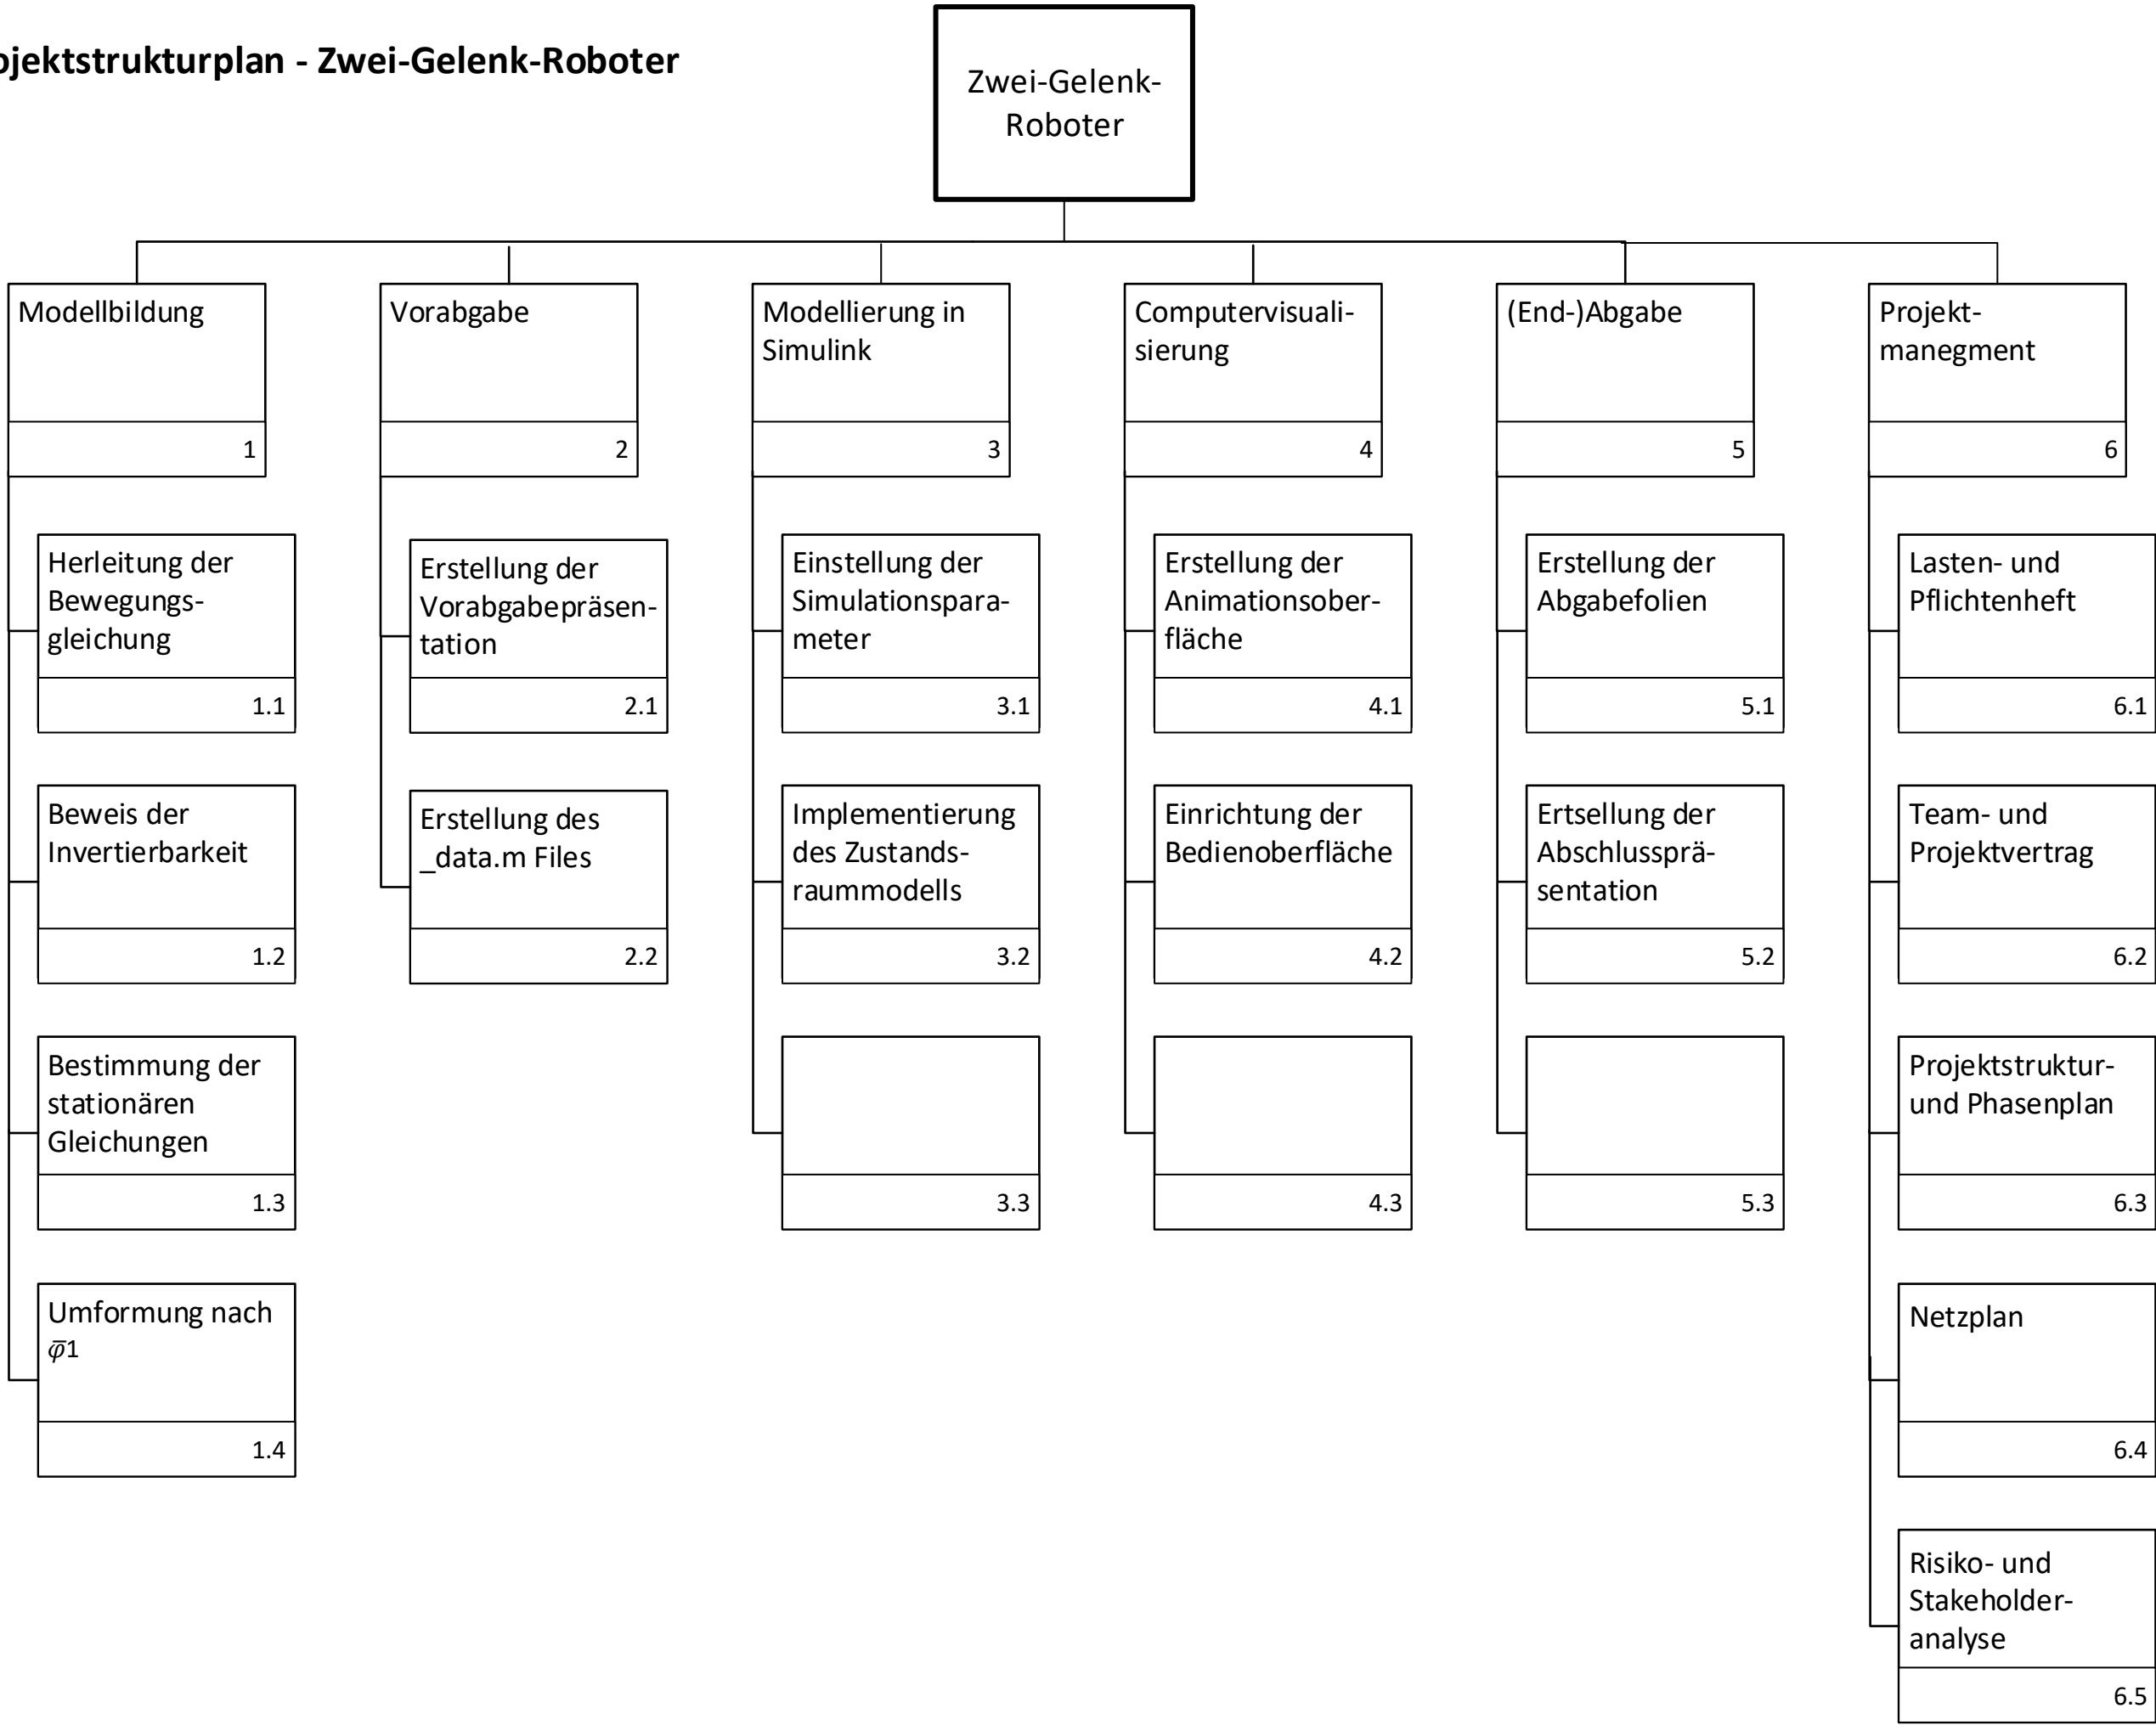 ojektstrukturplan - Zwei-Gelenk-Roboter
Zwei-Gelenk-
Roboter
Modellbildung
1
Vorabgabe
2
Modellierung in
Simulink
3
Computervisuali-
sierung
4
(End-)Abgabe
5
Projekt-
manegment
6
Herleitung der
Bewegungs-
gleichung
1.1
Erstellung der
Vorabgabepräsen-
tation
2.1
Einstellung der
Simulationspara-
meter
3.1
Erstellung der
Animationsober-
fläche
4.1
Erstellung der
Abgabefolien
5.1
Lasten- und
Pflichtenheft
6.1
Beweis der
Invertierbarkeit
1.2
Erstellung des
_data.m Files
2.2
Implementierung
des Zustands-
raummodells
3.2
Einrichtung der
Bedienoberfläche
4.2
Ertsellung der
Abschlussprä-
sentation
5.2
Team- und
Projektvertrag
6.2
Bestimmung der
stationären
Gleichungen
1.3
3.3
4.3
5.3
Projektstruktur-
und Phasenplan
6.3
Umformung nach
φ̅1
1.4
Netzplan
6.4
Risiko- und
Stakeholder-
analyse
6.5